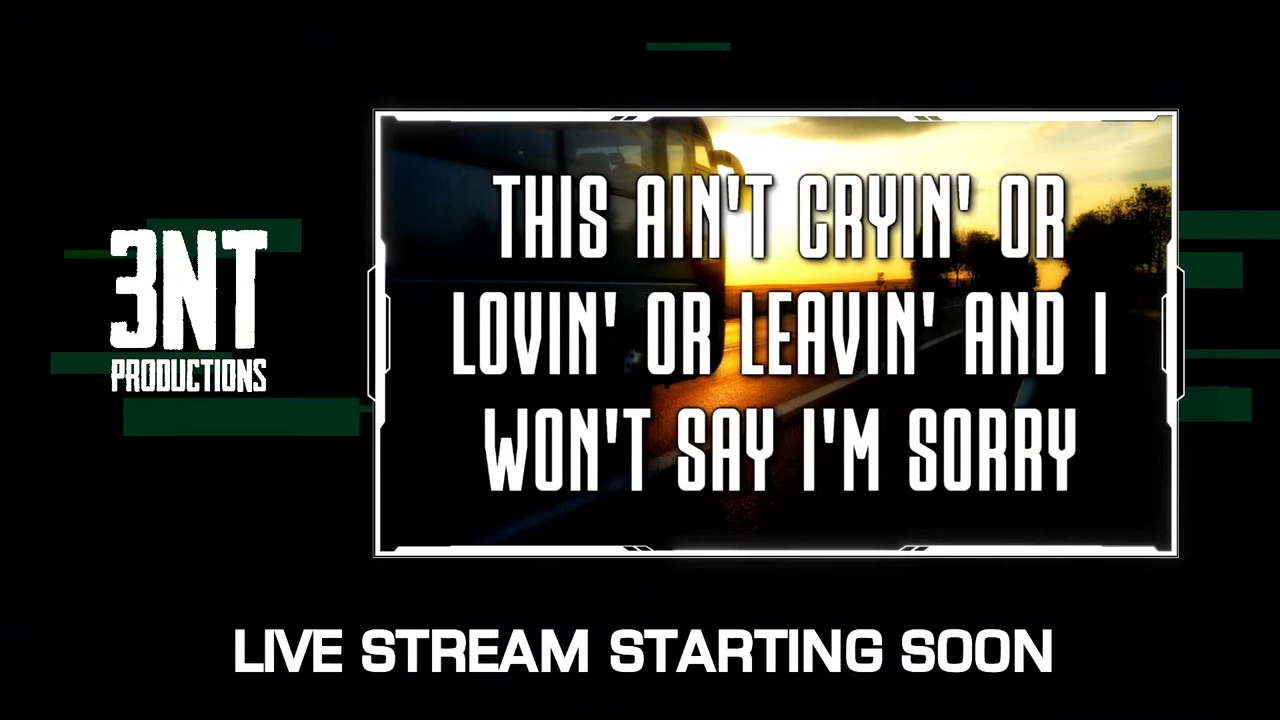 3NT
PRODUCTIONS
THIS AIN'T CRYIN' OR
LOVIN' OR LEAVIN' AND I
WON'T SAY I'M SORRY
LIVE STREAM STARTING SOON